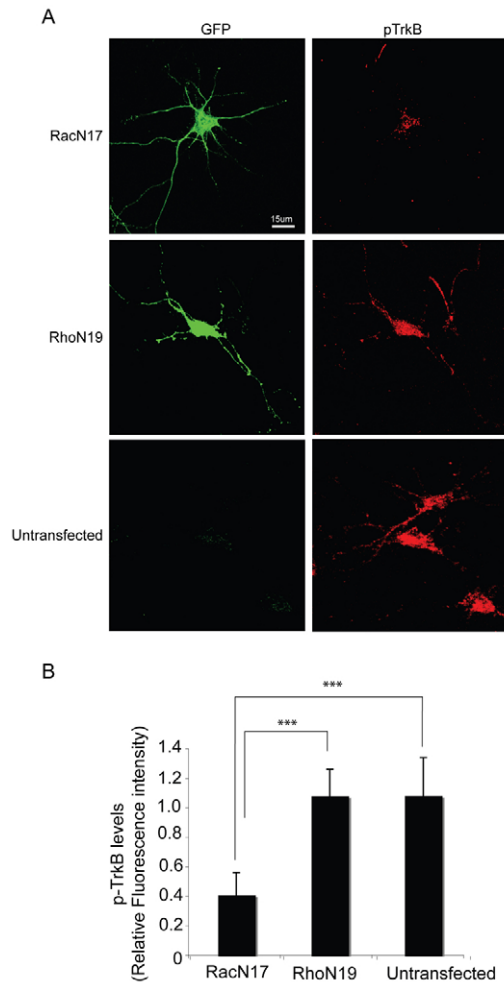 A
GFP
pTrkB
RacN17
15um
RhoN19
Untransfected
B
***
***
p-TrkB levels
(Relative Fluorescence intensity)
1.4
1.2
1.0
0.8
0.6
0.4
0.2
0
RacN17
RhoN19
Untransfected